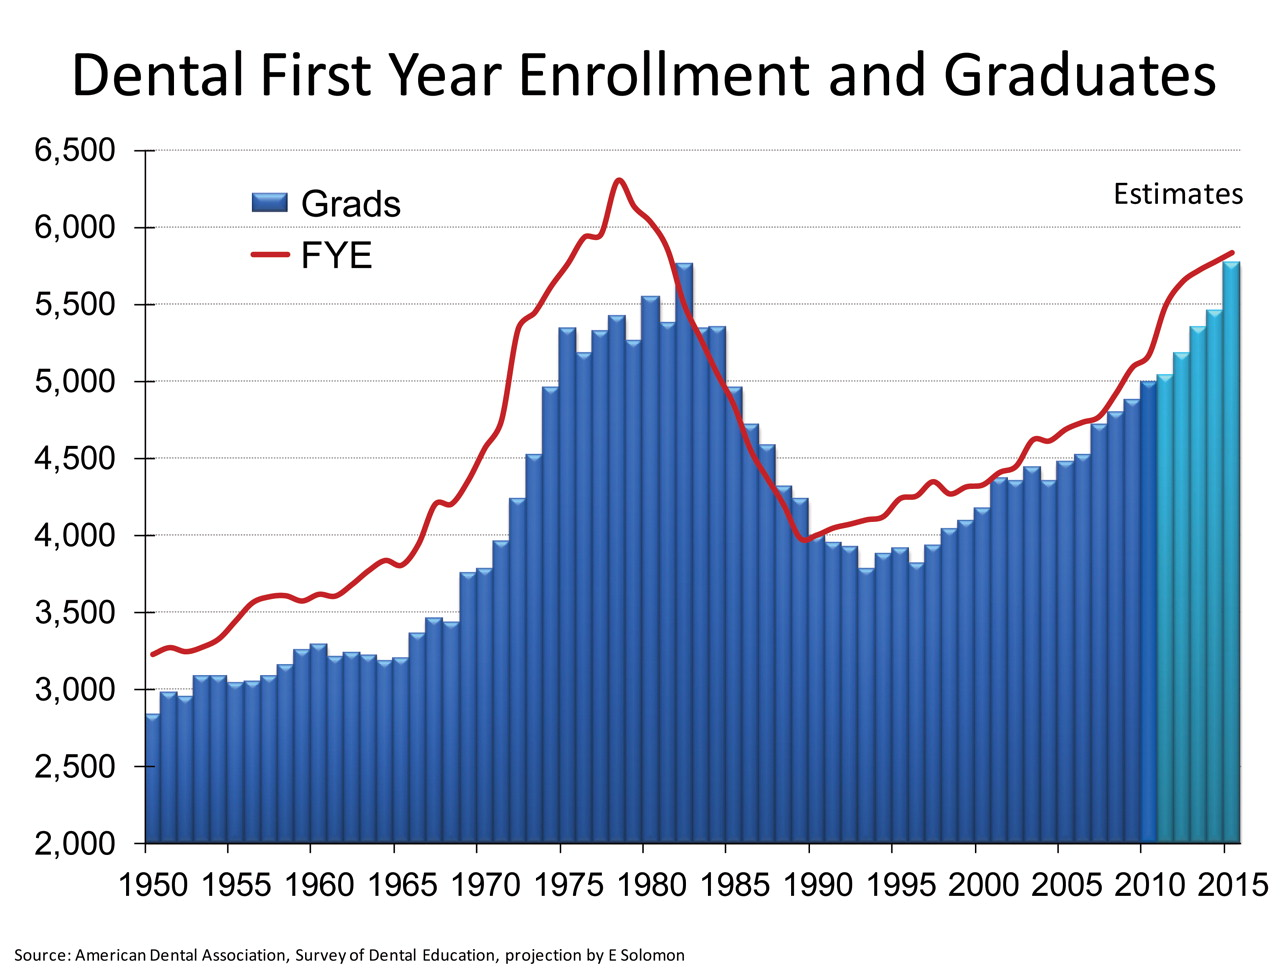 Dental First Year Enrollment and Graduates
6,500
6,000
5,500
5,000
4,500
4,000
3,500
3,000
2,500
2,000
Grads
FYE
Estimates
1950 1955 1960 1965 1970 1975 1980 1985 1990 1995 2000 2005 2010 2015
Source: American Dental Association, Survey of Dental Education, projection by E Solomon